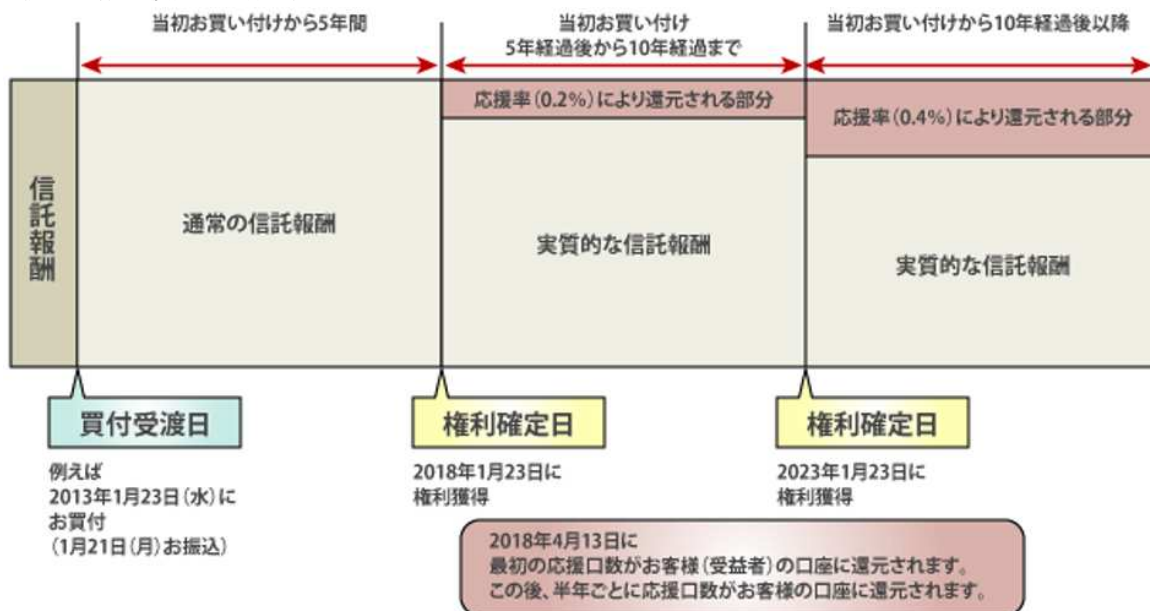 当初お買い付けから5年間
当初お買い付け
5年経過後から10年経過まで
当初お買い付けから10年経過後以降
信託報酬
通常の信託報酬
応援率(0.2%)により還元される部分
実質的な信託報酬
応援率(0.4%)により還元される部分
実質的な信託報酬
買付受渡日
例えば
2013年1月23日(水)に
お買付
(1月21日(月)お振込)
権利確定日
2018年1月23日に
権利獲得
権利確定日
2023年1月23日に
権利獲得
2018年4月13日に
最初の応援口数がお客様(受益者)の口座に還元されます。
この後、半年ごとに応援口数がお客様の口座に還元されます。